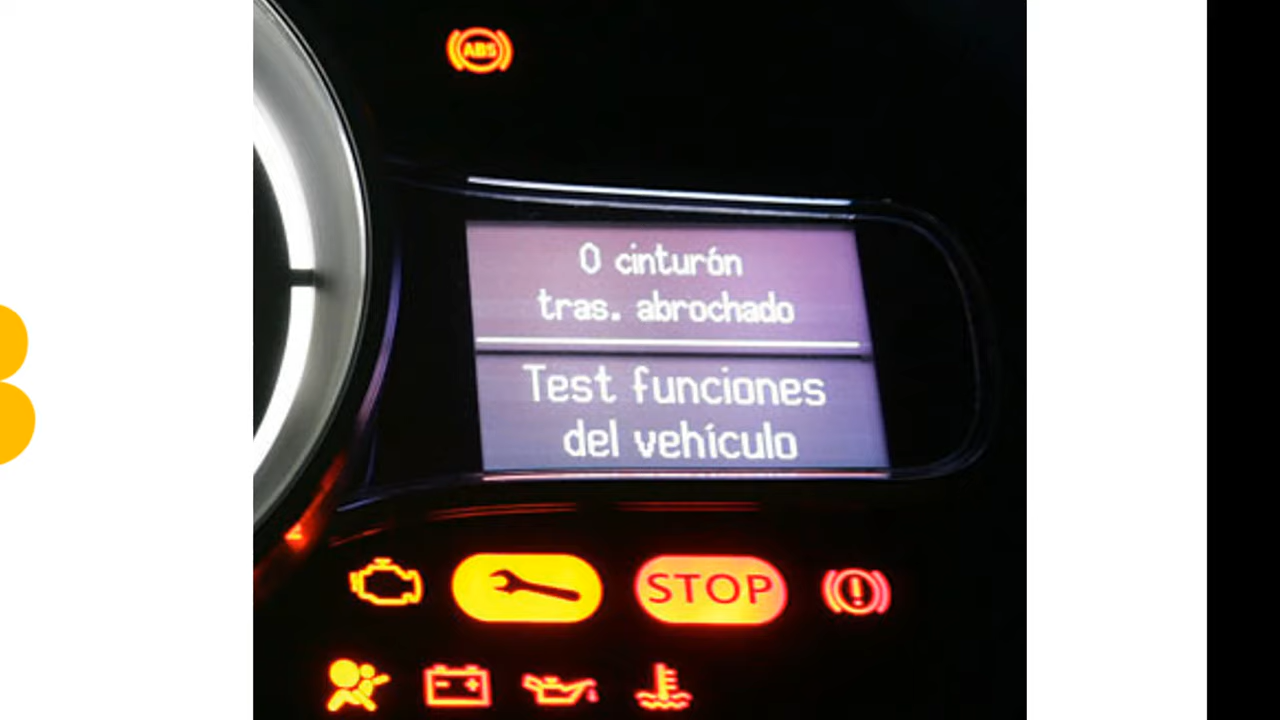 ABS
0 cinturón
tras. abrochado
Test funciones
del vehículo
STOP